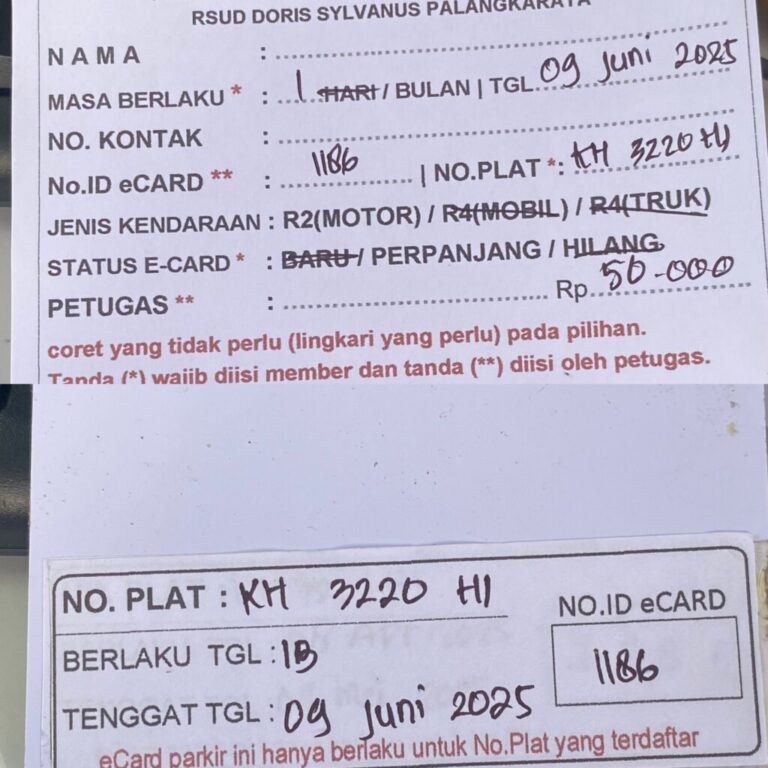 RSUD DORIS SYLVANUS PALANGKARAYA
NAMA :
MASA BERLAKU * : 1 ~~HARI~~ / BULAN | TGL. 09 Juni 2025
NO. KONTAK :
No.ID eCARD ** : 1186 | NO.PLAT *: KH 3220 HI
JENIS KENDARAAN : R2(MOTOR) / ~~R4(MOBIL)~~ / ~~R4(TRUK)~~
STATUS E-CARD * : ~~BARU~~ / PERPANJANG / ~~HILANG~~
PETUGAS ** : Rp. 50.000
coret yang tidak perlu (lingkari yang perlu) pada pilihan.
Tanda (*) wajib diisi member dan tanda (**) diisi oleh petugas.
NO. PLAT : KH 3220 HI
NO.ID eCARD
BERLAKU TGL : 1B
1186
TENGGAT TGL : 09 Juni 2025
eCard parkir ini hanya berlaku untuk No.Plat yang terdaftar